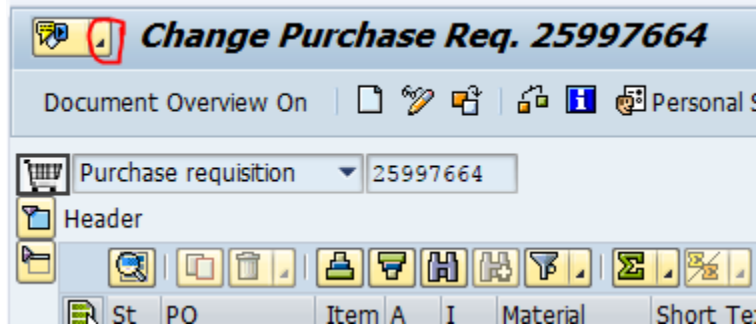 Change Purchase Req. 25997664
Document Overview On Personal S
Purchase requisition 25997664
Header
St PO Item A I Material Short Te